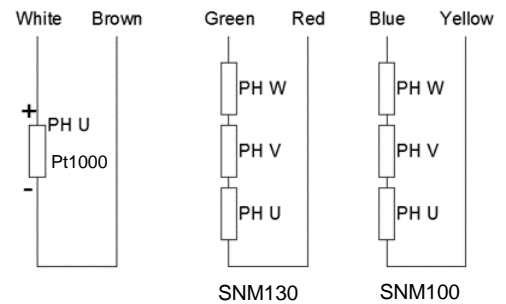 White Brown Green Red Blue Yellow
+
PH U
Pt1000
-
PH W PH W
PH V PH V
PH U PH U
SNM130 SNM100